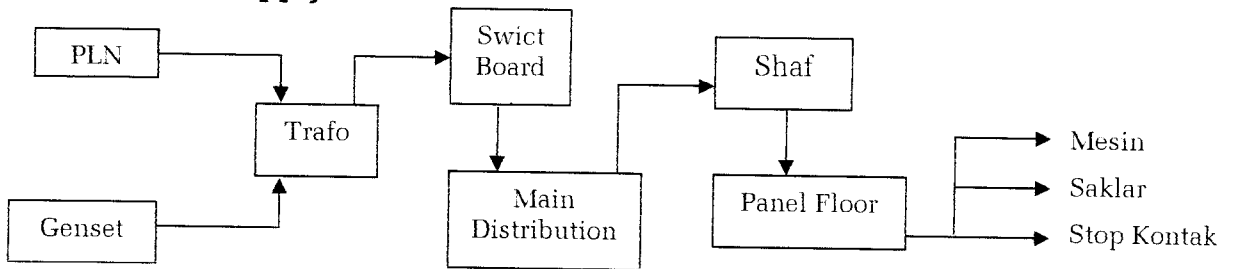 PLN
Genset
Trafo
Swict
Board
Main
Distribution
Shaf
Panel Floor
Mesin
Saklar
Stop Kontak